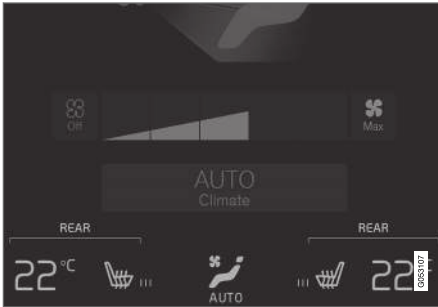 Off
Max
AUTO
Climate
REAR
REAR
22°C
AUTO
22
G053107